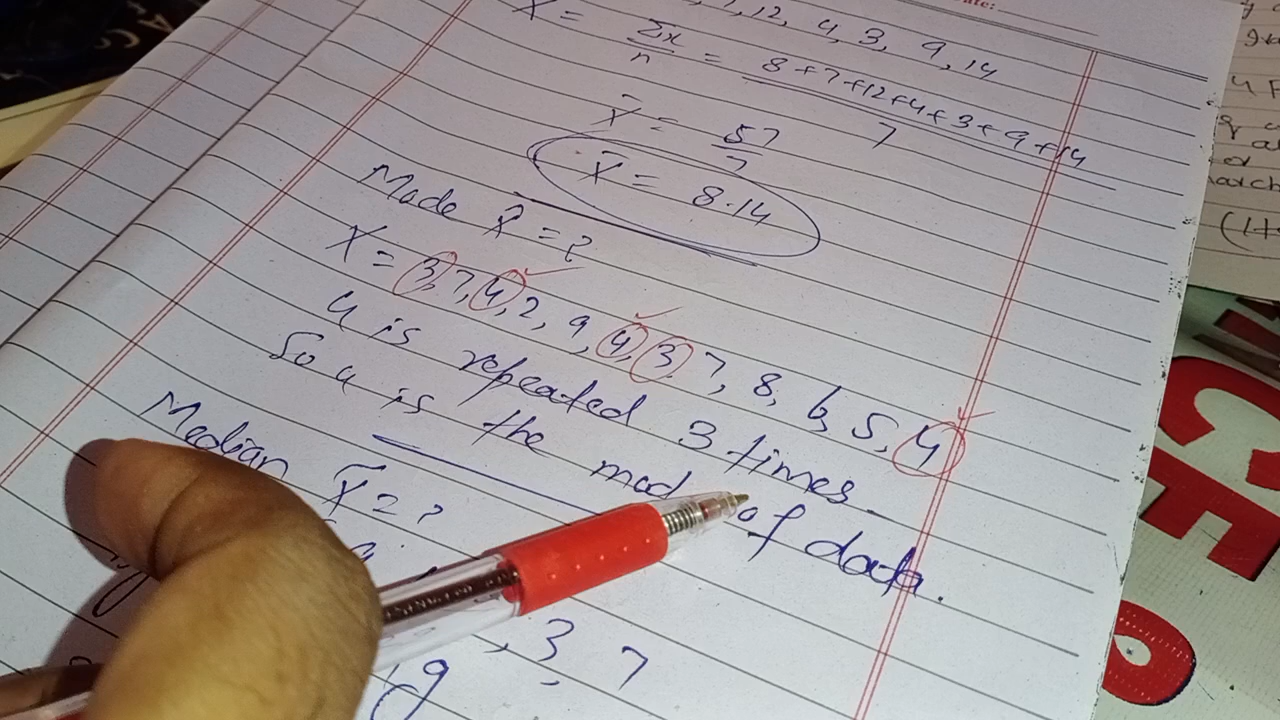 7, 12, 4, 3, 9, 14
X̄ = Σx/n = 8+7+12+4+3+9+14 / 7
X̄ = 57/7
X̄ = 8.14
Mode X̂ = ?
X = 3, 7, 4, 2, 9, 4, 3, 7, 8, 6, 5, 4
4 is repeated 3 times.
So 4 is the mod of data.
Median X̃ = ?
, 3, 7